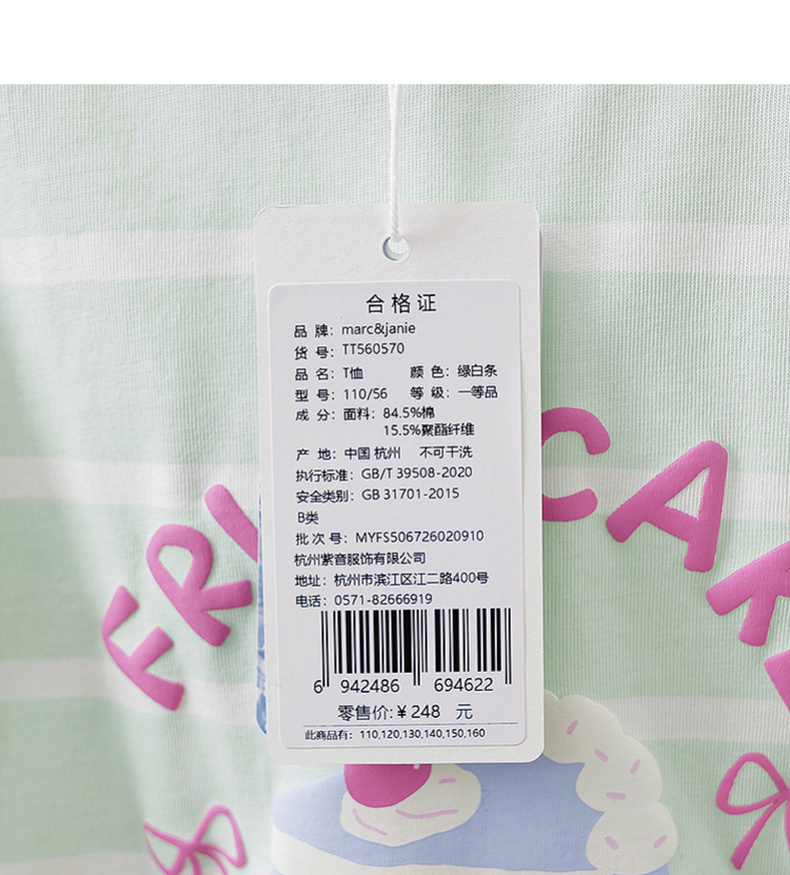 合格证
品 牌：marc&janie
货 号：TT560570
品 名：T恤 颜 色：绿白条
型 号：110/56 等 级：一等品
成 分：面料：84.5%棉
15.5%聚酯纤维
产 地：中国 杭州 不可干洗
执行标准：GB/T 39508-2020
安全类别：GB 31701-2015
B类
批 次 号：MYFS506726020910
杭州紫音服饰有限公司
地址：杭州市滨江区江二路400号
电话：0571-82666919
6 942486 694622
零售价:￥248 元
此商品有：110,120,130,140,150,160
FRI
CAK